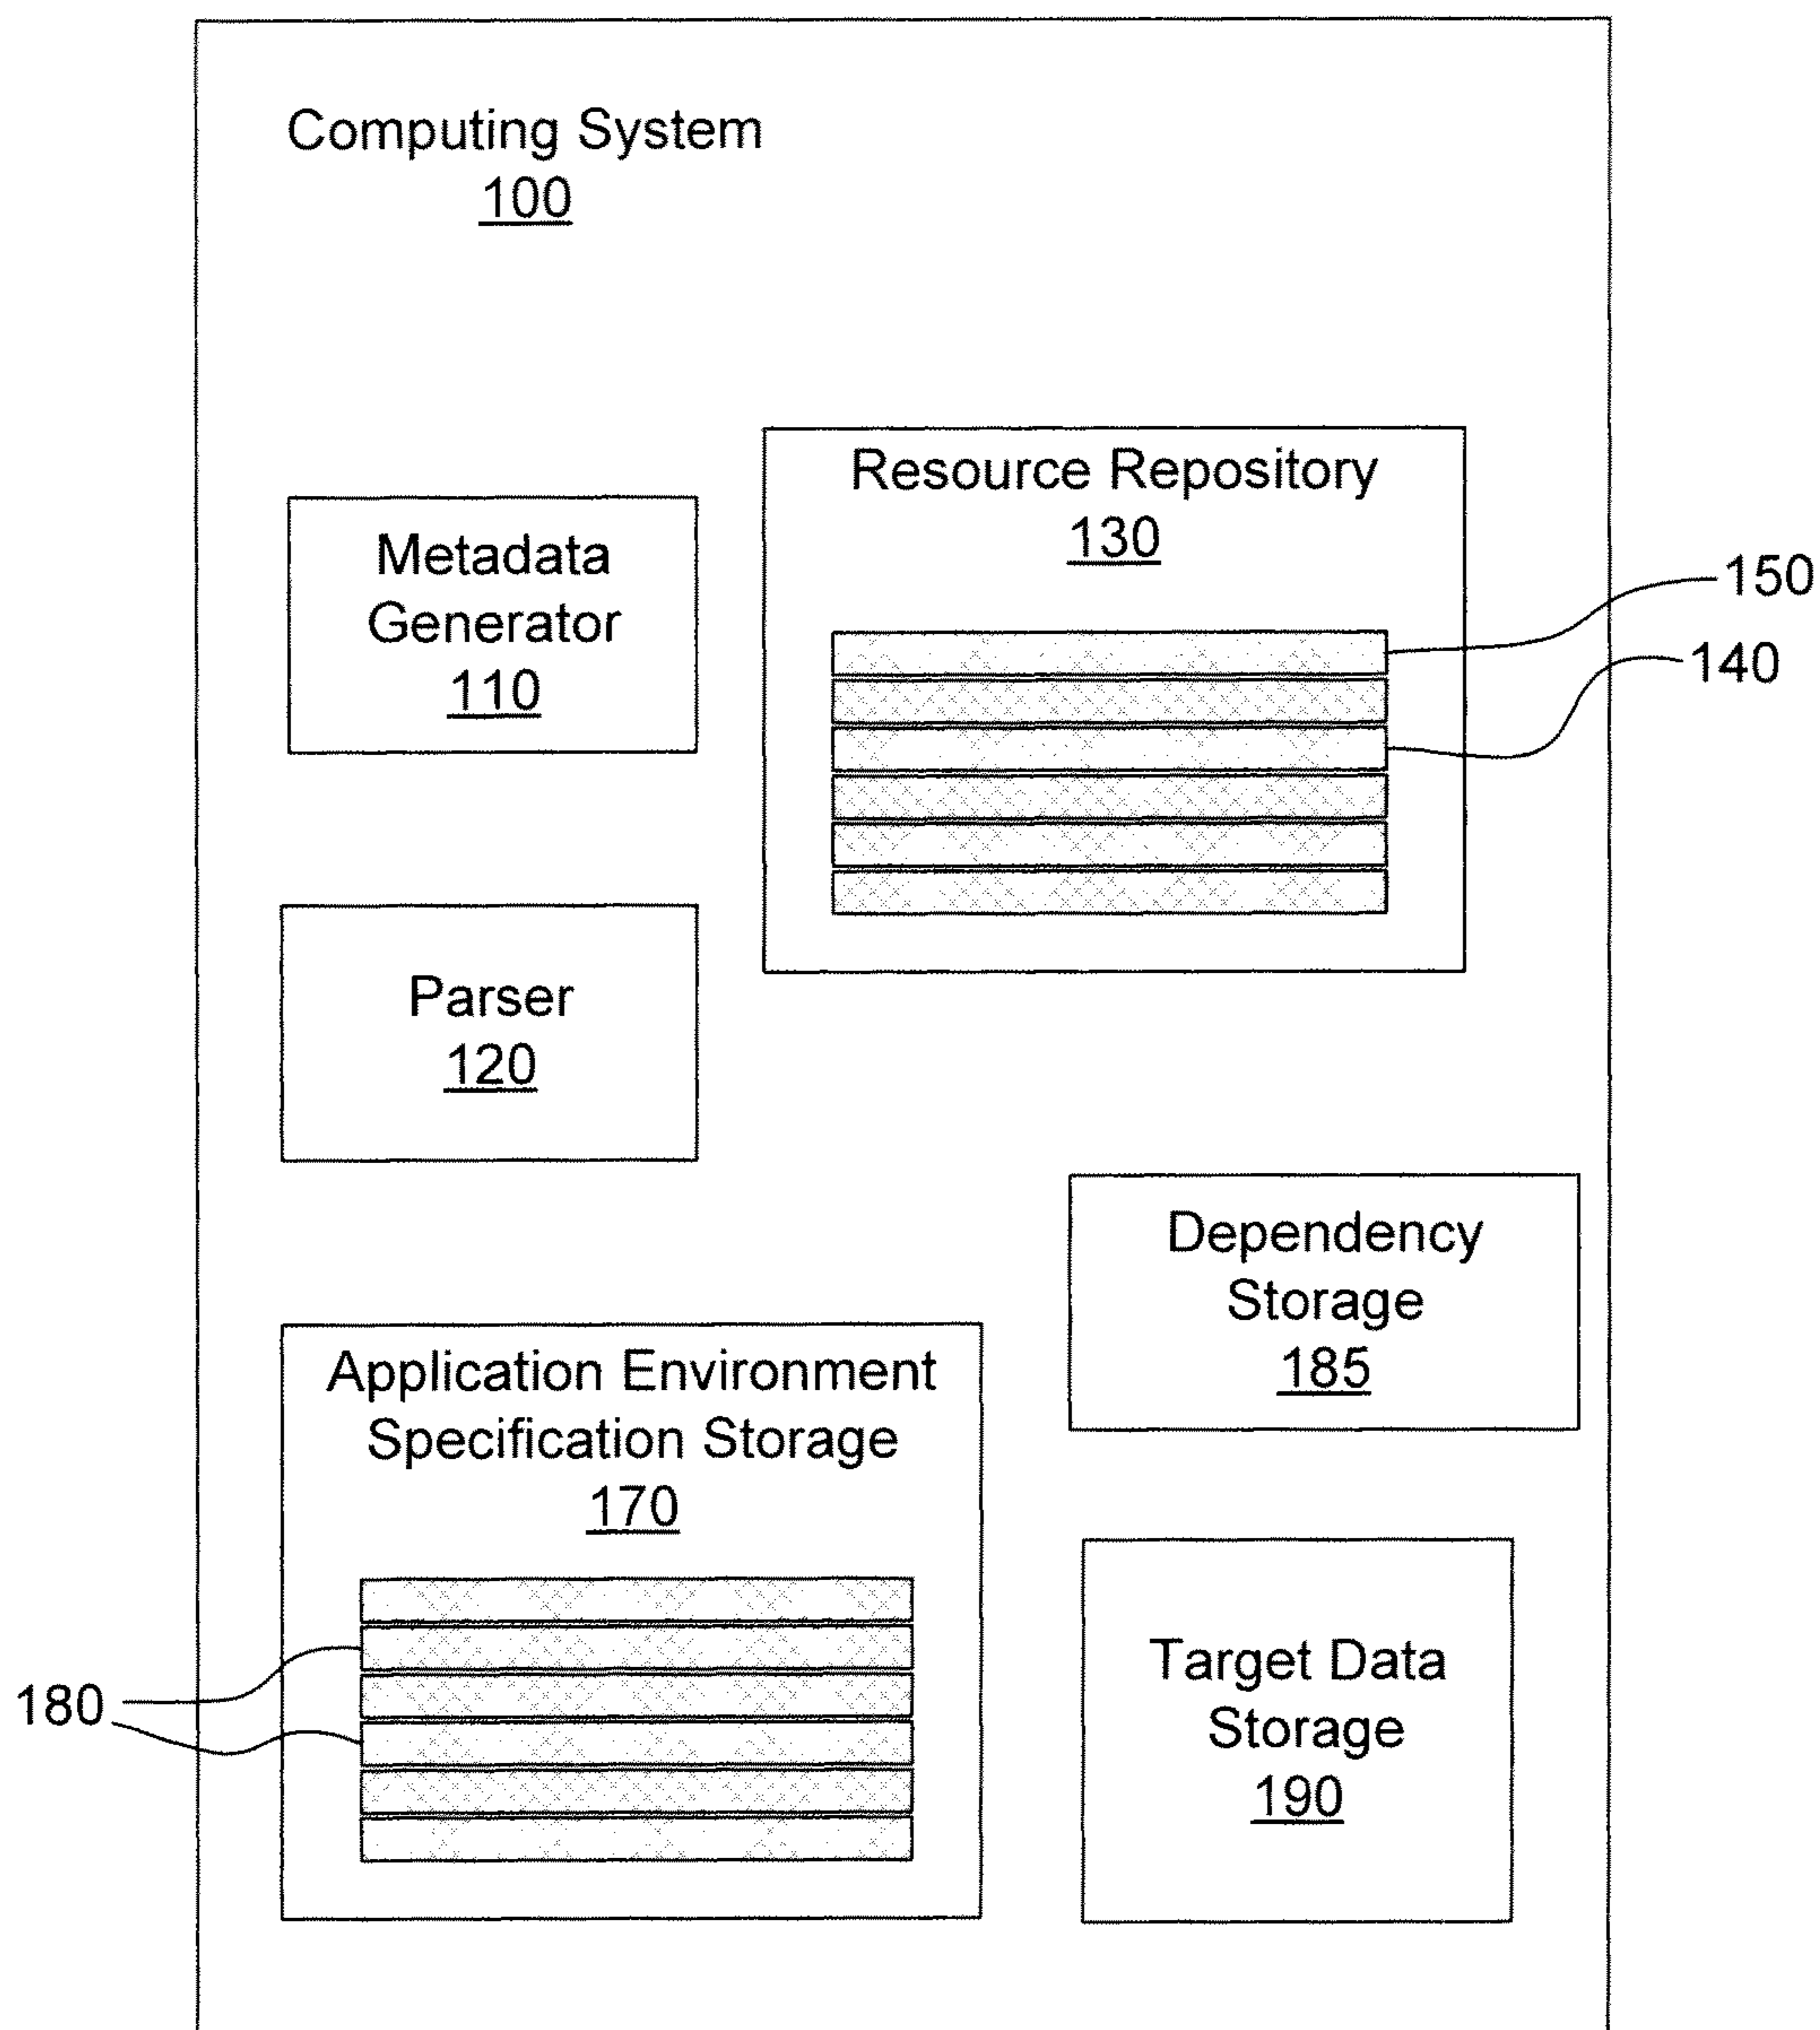 Computing System
100
Resource Repository
130
Metadata
Generator
110
150
140
Parser
120
Dependency
Storage
185
Application Environment
Specification Storage
170
Target Data
Storage
190
180